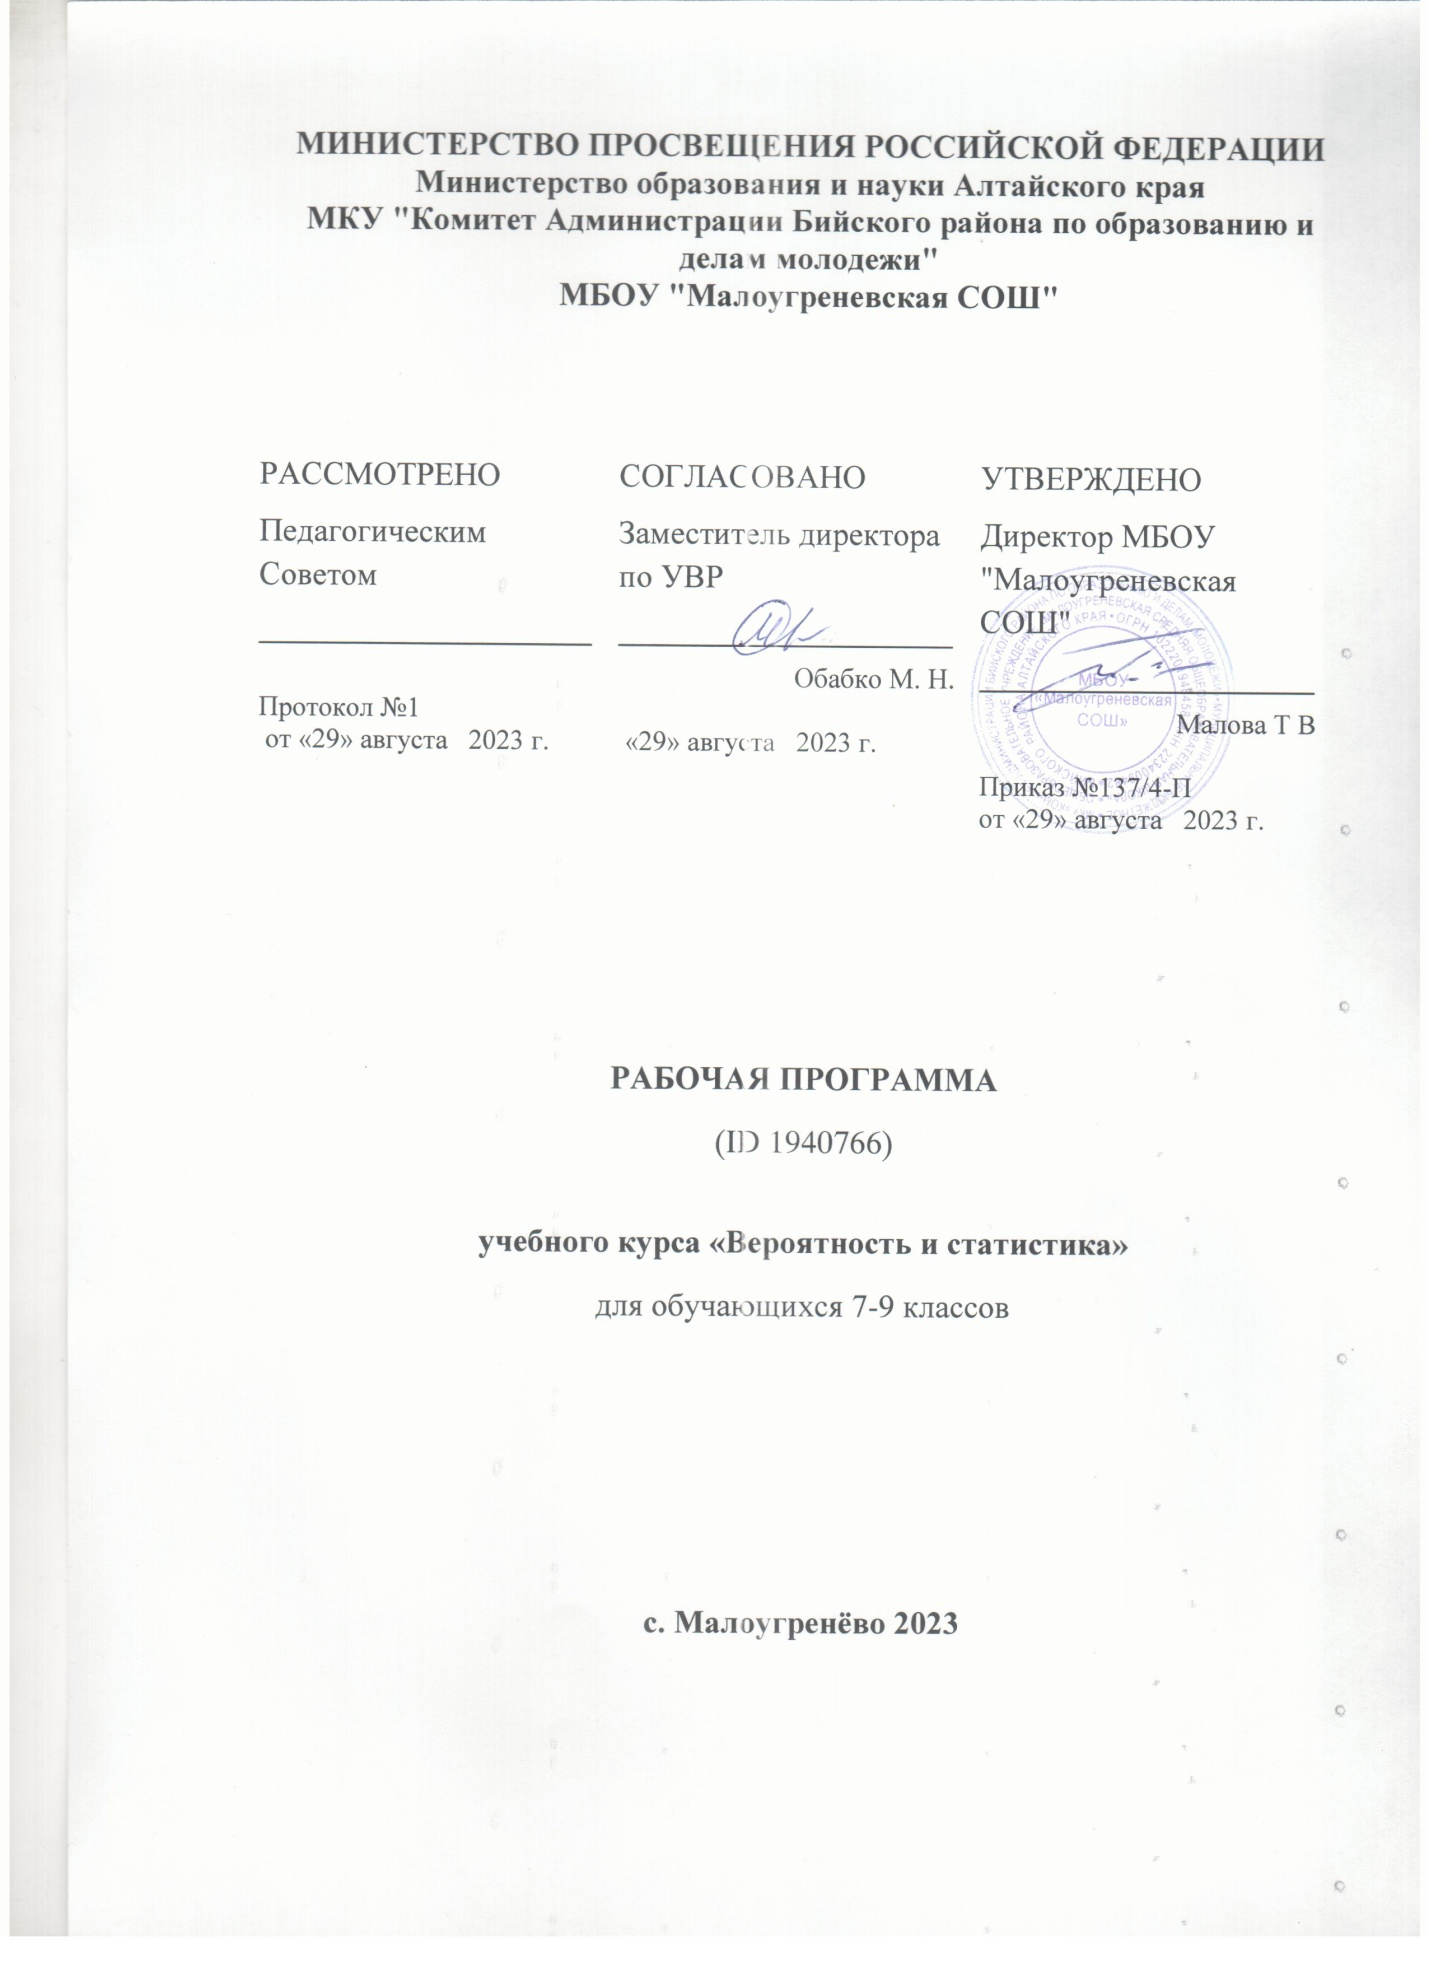 МИНИСТЕРСТВО ПРОСВЕЩЕНИЯ РОССИЙСКОЙ ФЕДЕРАЦИИ
Министерство образования и науки Алтайского края
МКУ "Комитет Администрации Бийского района по образованию и
делам молодежи"
МБОУ "Малоугреневская СОШ"
РАССМОТРЕНО
Педагогическим
Советом
Протокол №1
от «29» августа 2023 г.
СОГЛАСОВАНО
Заместитель директора
по УВР
Обабко М. Н.
«29» августа 2023 г.
УТВЕРЖДЕНО
Директор МБОУ
"Малоугреневская
СОШ"
МБОУ
«Малоугреневская
СОШ»
Малова Т В
Приказ №137/4-П
от «29» августа 2023 г.
РАБОЧАЯ ПРОГРАММА
(ID 1940766)
учебного курса «Вероятность и статистика»
для обучающихся 7-9 классов
с. Малоугренёво 2023